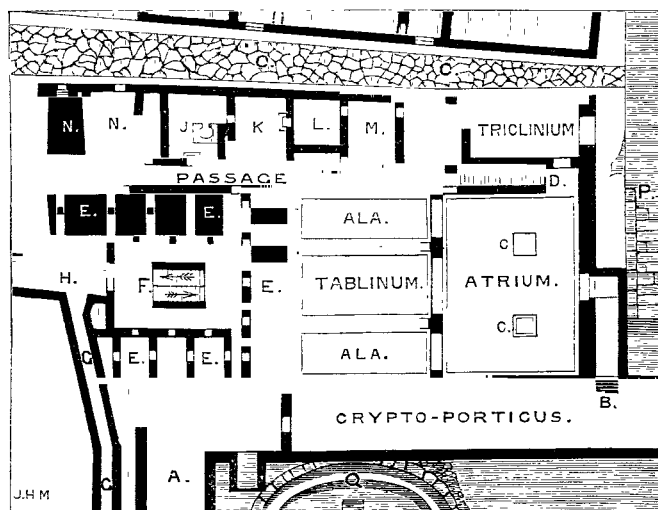 C C
N. N. J. K. L. M. TRICLINIUM
PASSAGE D. P.
E. E. ALA.
C
H. F. E. TABLINUM. ATRIUM.
C.
G E. E. ALA.
B.
CRYPTO-PORTICUS.
A.
G Q
J.H M